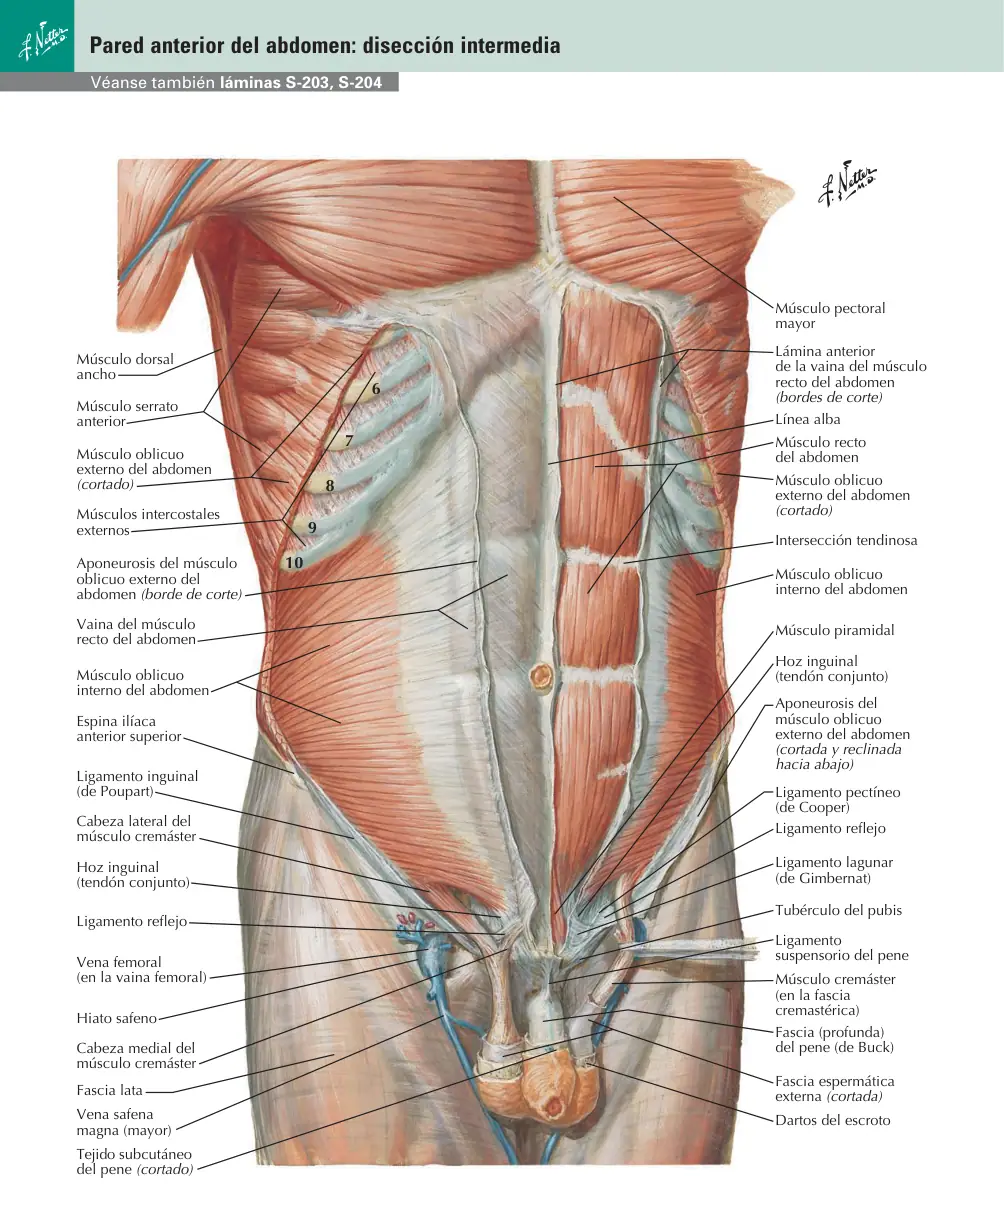 F. Netter
M.D.
Pared anterior del abdomen: disección intermedia
Véanse también láminas S-203, S-204
F. Netter
M.D.
Músculo dorsal
ancho
Músculo serrato
anterior
Músculo oblicuo
externo del abdomen
(cortado)
Músculos intercostales
externos
Aponeurosis del músculo
oblicuo externo del
abdomen (borde de corte)
Vaina del músculo
recto del abdomen
Músculo oblicuo
interno del abdomen
Espina ilíaca
anterior superior
Ligamento inguinal
(de Poupart)
Cabeza lateral del
músculo cremáster
Hoz inguinal
(tendón conjunto)
Ligamento reflejo
Vena femoral
(en la vaina femoral)
Hiato safeno
Cabeza medial del
músculo cremáster
Fascia lata
Vena safena
magna (mayor)
Tejido subcutáneo
del pene (cortado)
6
7
8
9
10
Músculo pectoral
mayor
Lámina anterior
de la vaina del músculo
recto del abdomen
(bordes de corte)
Línea alba
Músculo recto
del abdomen
Músculo oblicuo
externo del abdomen
(cortado)
Intersección tendinosa
Músculo oblicuo
interno del abdomen
Músculo piramidal
Hoz inguinal
(tendón conjunto)
Aponeurosis del
músculo oblicuo
externo del abdomen
(cortada y reclinada
hacia abajo)
Ligamento pectíneo
(de Cooper)
Ligamento reflejo
Ligamento lagunar
(de Gimbernat)
Tubérculo del pubis
Ligamento
suspensorio del pene
Músculo cremáster
(en la fascia
cremastérica)
Fascia (profunda)
del pene (de Buck)
Fascia espermática
externa (cortada)
Dartos del escroto